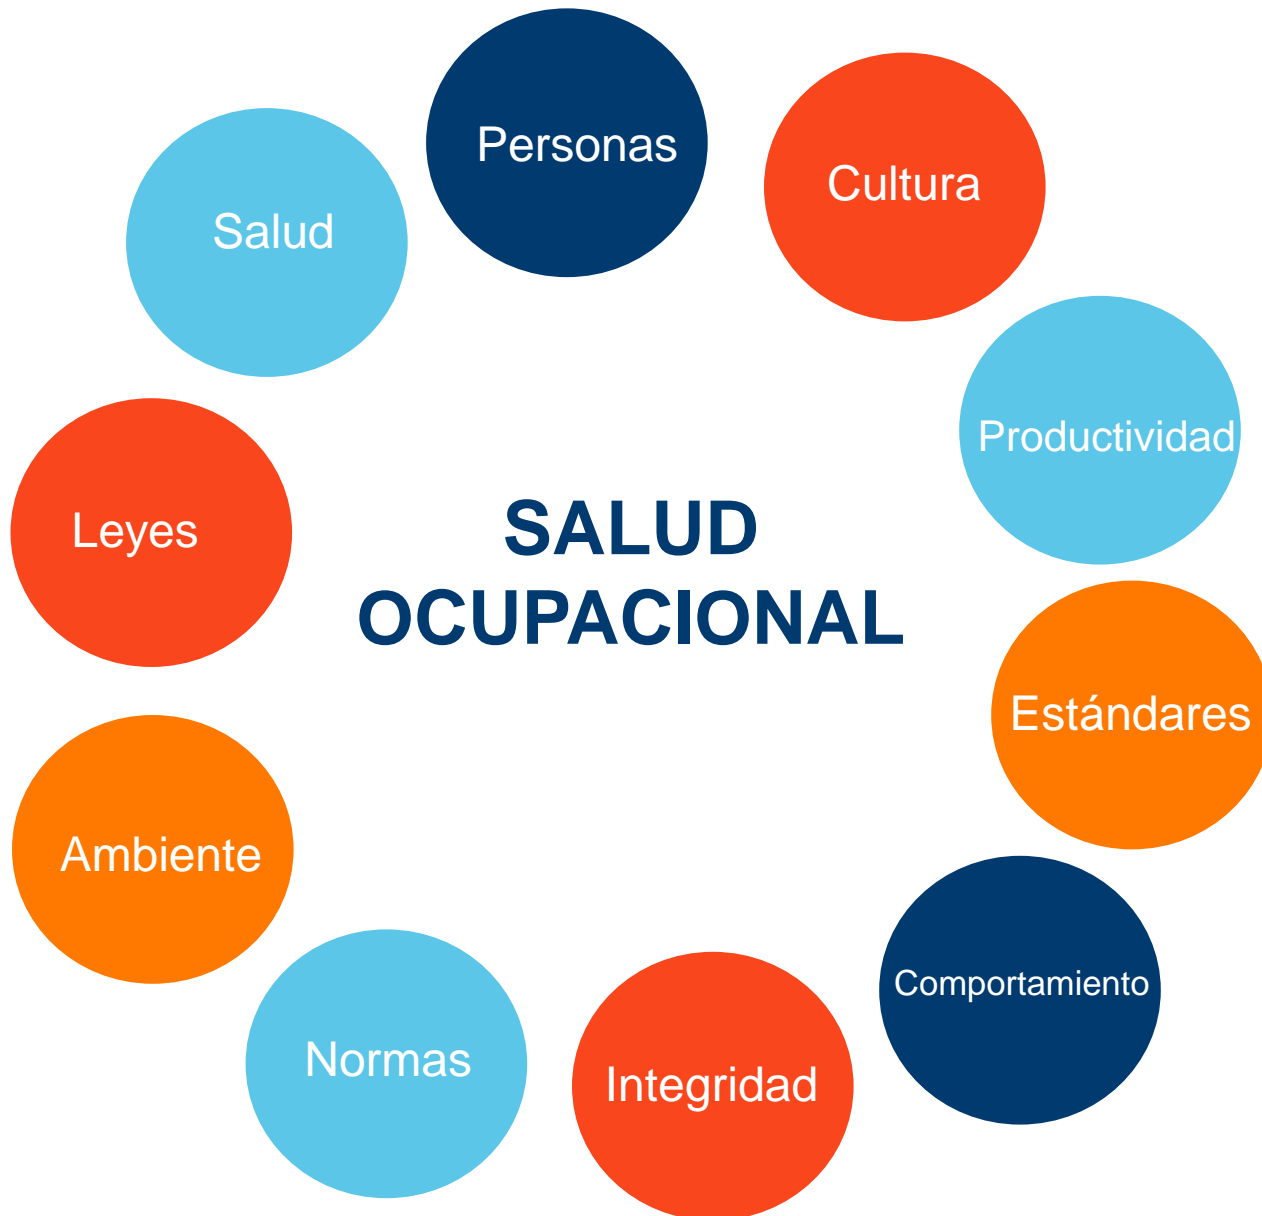 Personas
Cultura
Salud
Productividad
Leyes
SALUD
OCUPACIONAL
Estándares
Ambiente
Comportamiento
Normas
Integridad